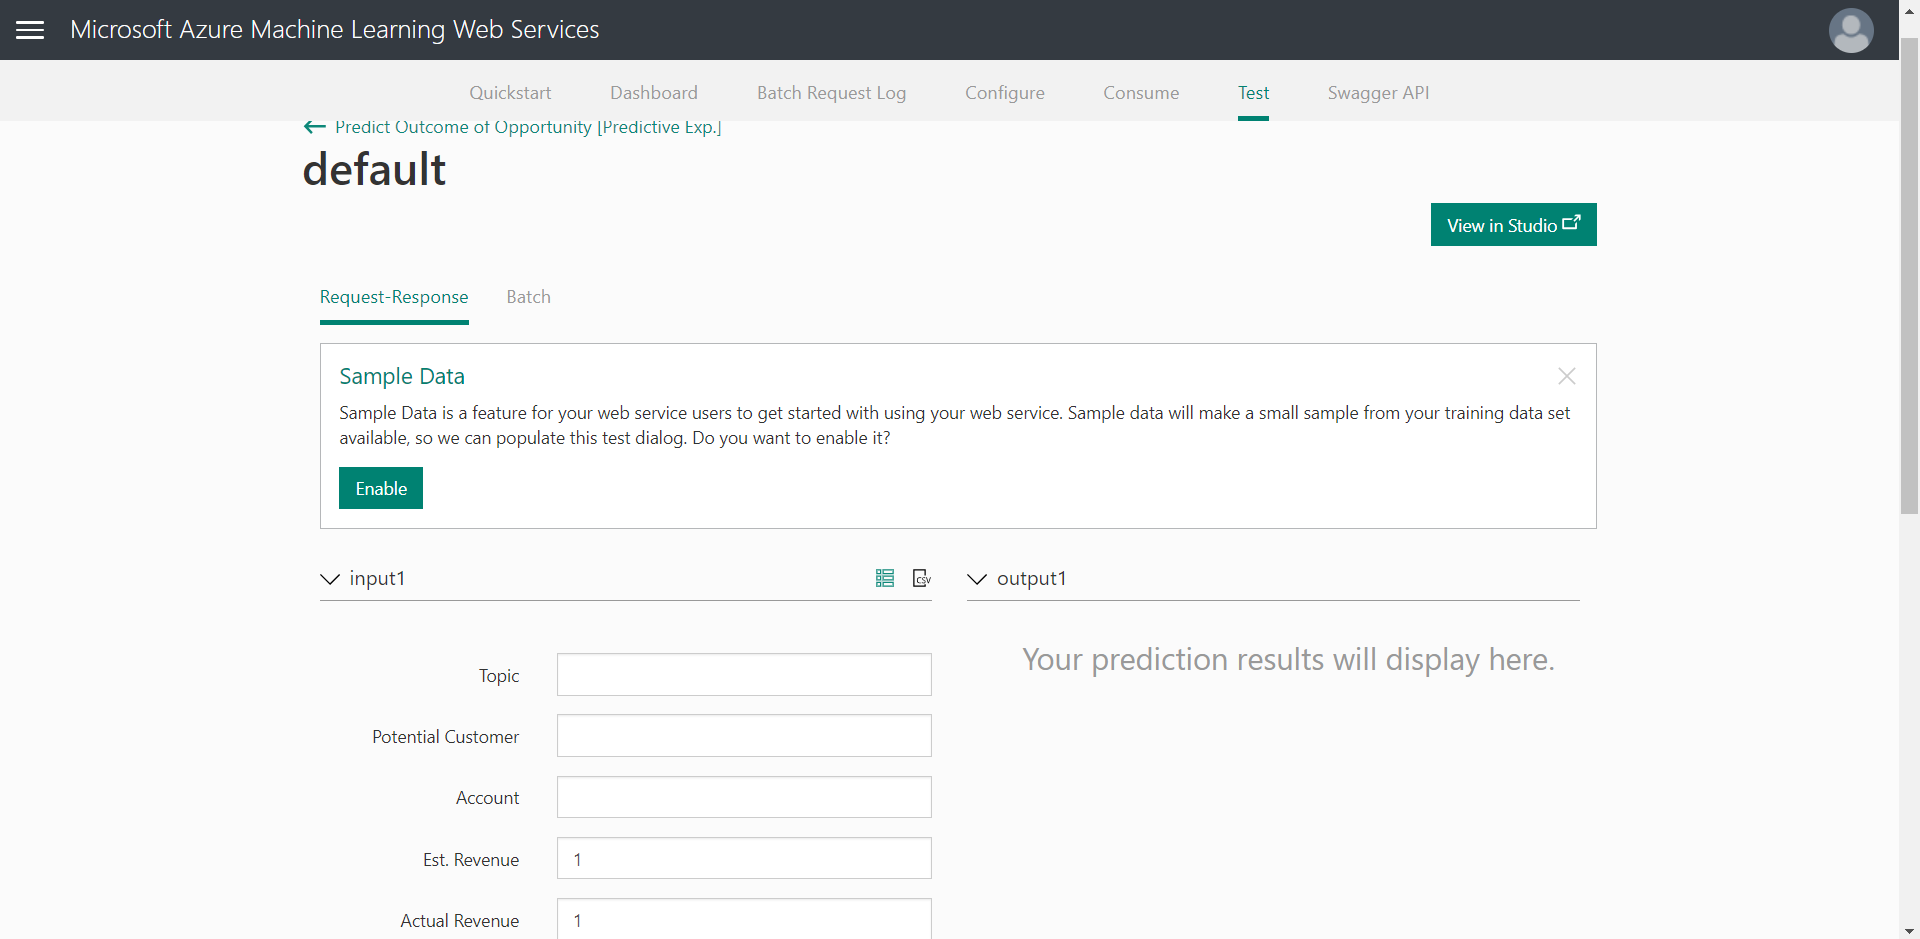 Microsoft Azure Machine Learning Web Services
Quickstart Dashboard Batch Request Log Configure Consume Test Swagger API
Predict Outcome of Opportunity [Predictive Exp.]
default
View in Studio
Request-Response Batch
Sample Data
Sample Data is a feature for your web service users to get started with using your web service. Sample data will make a small sample from your training data set
available, so we can populate this test dialog. Do you want to enable it?
Enable
input1
CSV
output1
Your prediction results will display here.
Topic
Potential Customer
Account
Est. Revenue 1
Actual Revenue 1